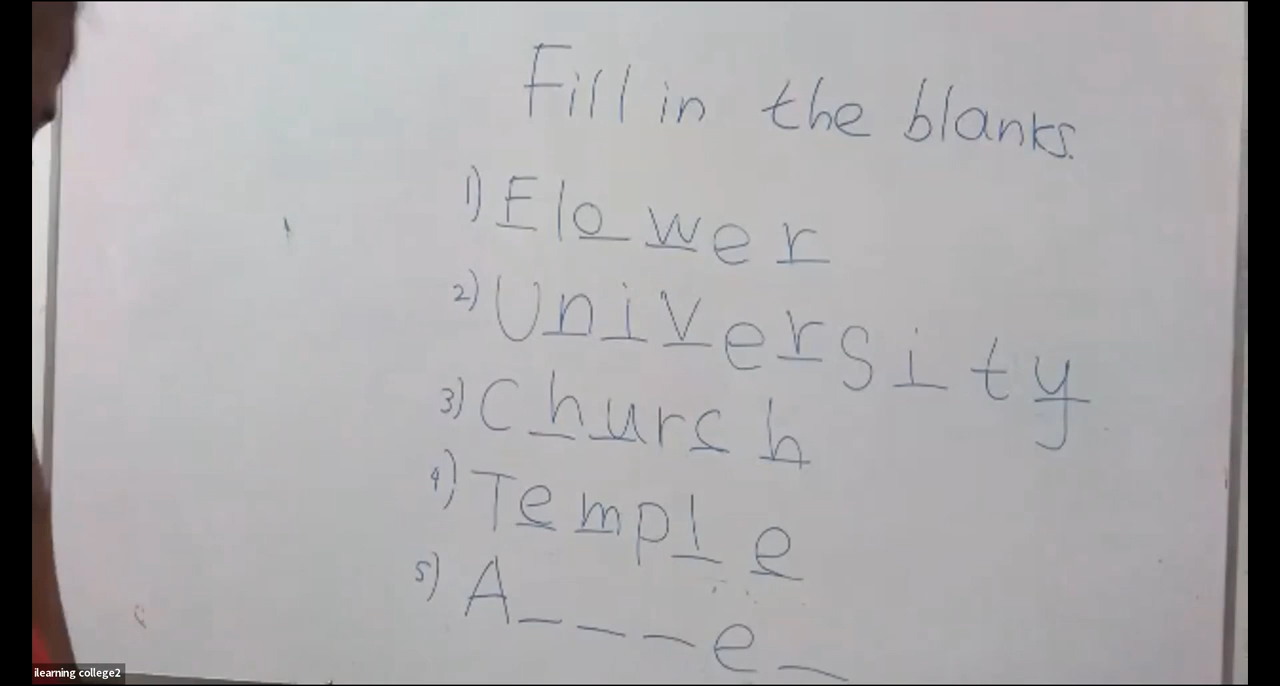 Fill in the blanks.
1) Flower
2) University
3) Church
4) Temple
5) A _ _ _ e _
ilearning college2